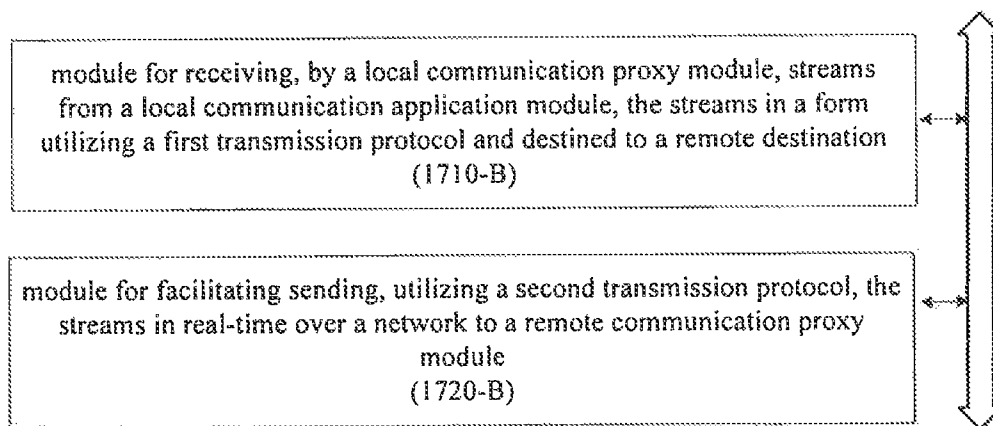 module for receiving, by a local communication proxy module, streams
from a local communication application module, the streams in a form
utilizing a first transmission protocol and destined to a remote destination
(1710-B)
module for facilitating sending, utilizing a second transmission protocol, the
streams in real-time over a network to a remote communication proxy
module
(1720-B)